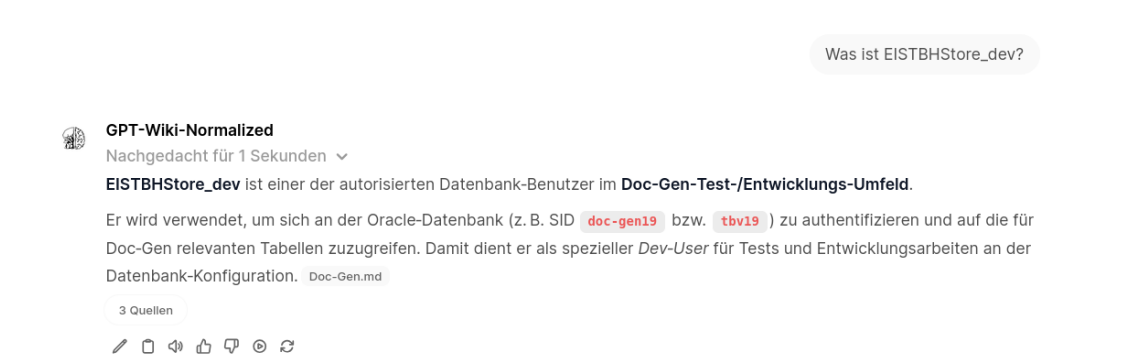 Was ist EISTBHStore_dev?
GPT-Wiki-Normalized
Nachgedacht für 1 Sekunden
EISTBHStore_dev ist einer der autorisierten Datenbank-Benutzer im Doc-Gen-Test-/Entwicklungs-Umfeld.
Er wird verwendet, um sich an der Oracle-Datenbank (z. B. SID doc-gen19 bzw. tbv19) zu authentifizieren und auf die für
Doc-Gen relevanten Tabellen zuzugreifen. Damit dient er als spezieller Dev-User für Tests und Entwicklungsarbeiten an der
Datenbank-Konfiguration. Doc-Gen.md
3 Quellen